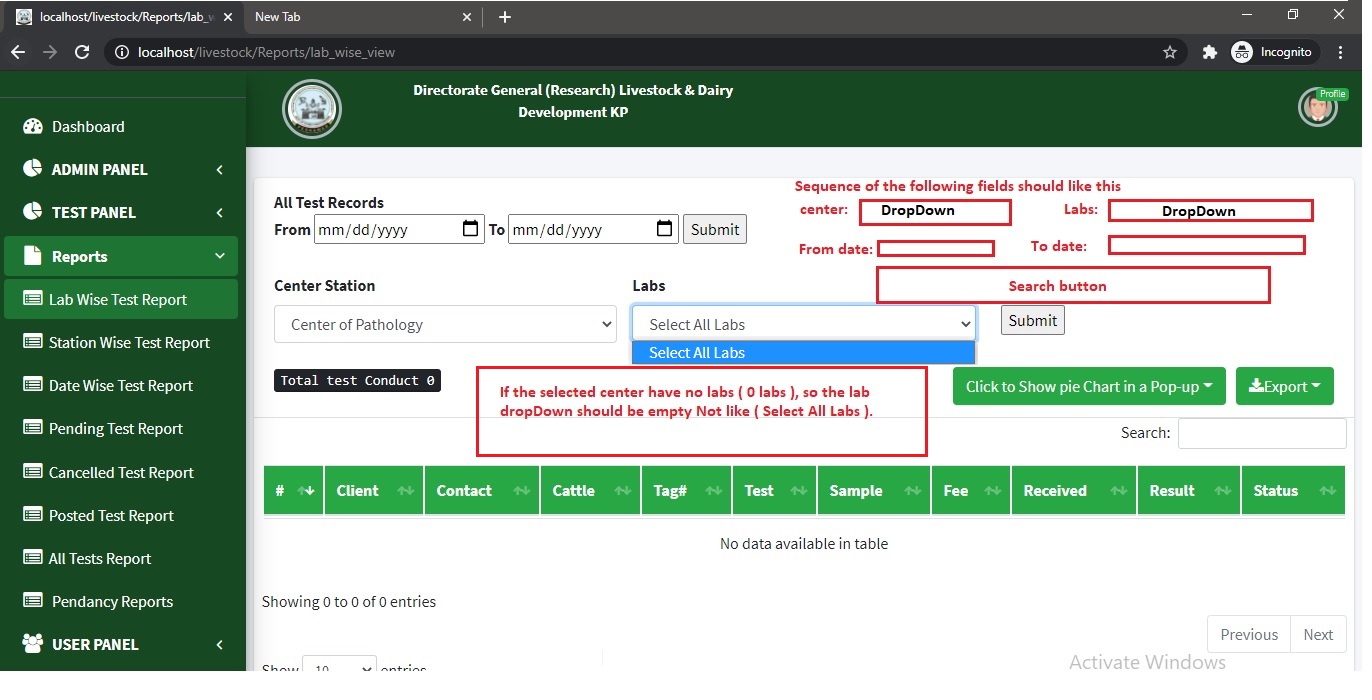 localhost/livestock/Reports/lab_w
New Tab
localhost/livestock/Reports/lab_wise_view
Incognito
Directorate General (Research) Livestock & Dairy
Development KP
Profile
Dashboard
ADMIN PANEL
TEST PANEL
Reports
Lab Wise Test Report
Station Wise Test Report
Date Wise Test Report
Pending Test Report
Cancelled Test Report
Posted Test Report
All Tests Report
Pendancy Reports
USER PANEL
All Test Records
From mm/dd/yyyy To mm/dd/yyyy Submit
Sequence of the following fields should like this
center: DropDown Labs: DropDown
From date: To date:
Search button
Center Station Labs
Center of Pathology Select All Labs Submit
Select All Labs
Total test Conduct 0
If the selected center have no labs ( 0 labs ), so the lab
dropDown should be empty Not like ( Select All Labs ).
Click to Show pie Chart in a Pop-up Export
Search:
# Client Contact Cattle Tag# Test Sample Fee Received Result Status
No data available in table
Showing 0 to 0 of 0 entries
Previous Next
Show 10 entries
Activate Windows